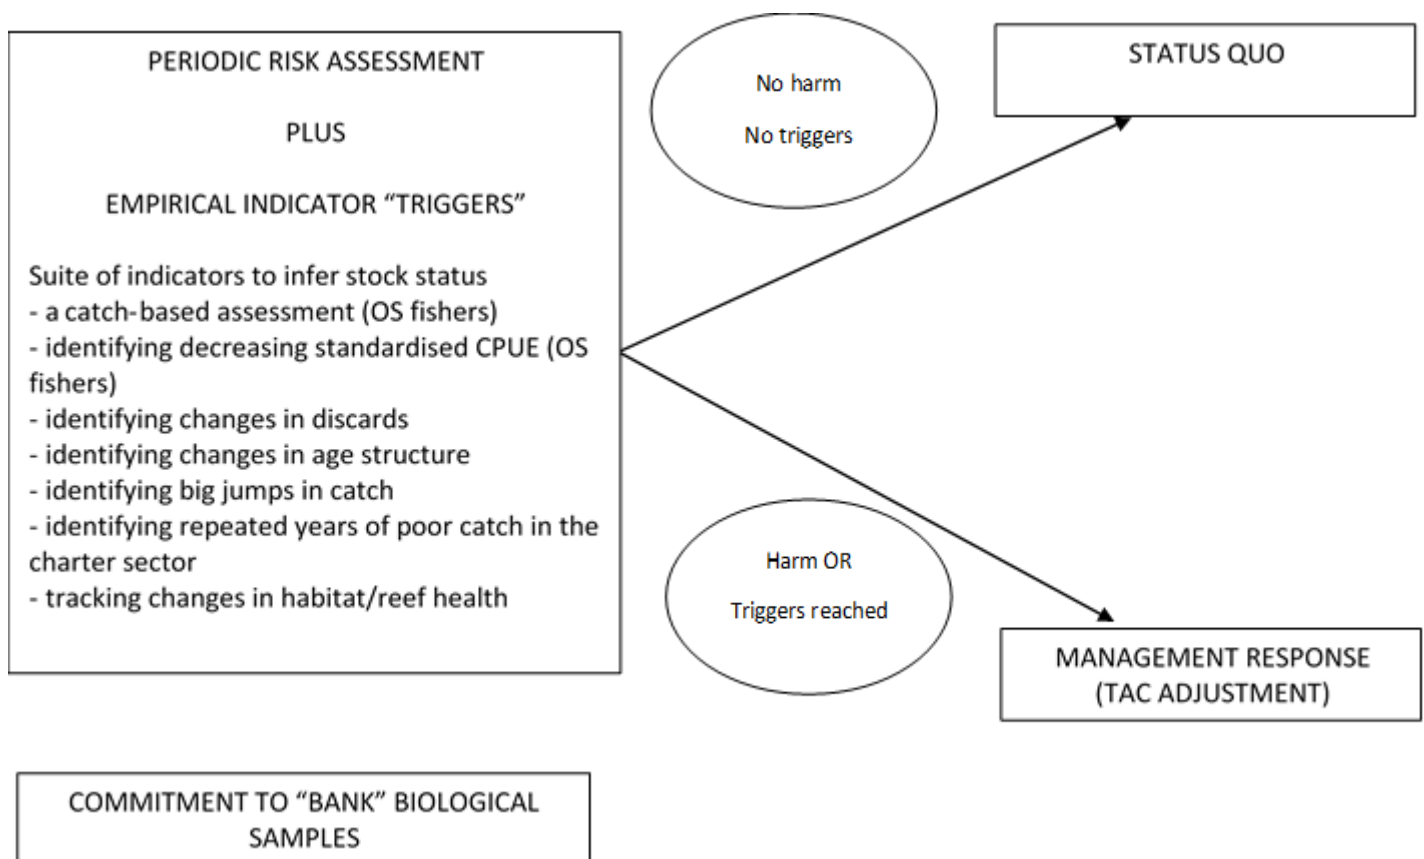 PERIODIC RISK ASSESSMENT
PLUS
EMPIRICAL INDICATOR “TRIGGERS”
Suite of indicators to infer stock status
- a catch-based assessment (OS fishers)
- identifying decreasing standardised CPUE (OS
fishers)
- identifying changes in discards
- identifying changes in age structure
- identifying big jumps in catch
- identifying repeated years of poor catch in the
charter sector
- tracking changes in habitat/reef health
No harm
No triggers
STATUS QUO
Harm OR
Triggers reached
MANAGEMENT RESPONSE
(TAC ADJUSTMENT)
COMMITMENT TO “BANK” BIOLOGICAL
SAMPLES